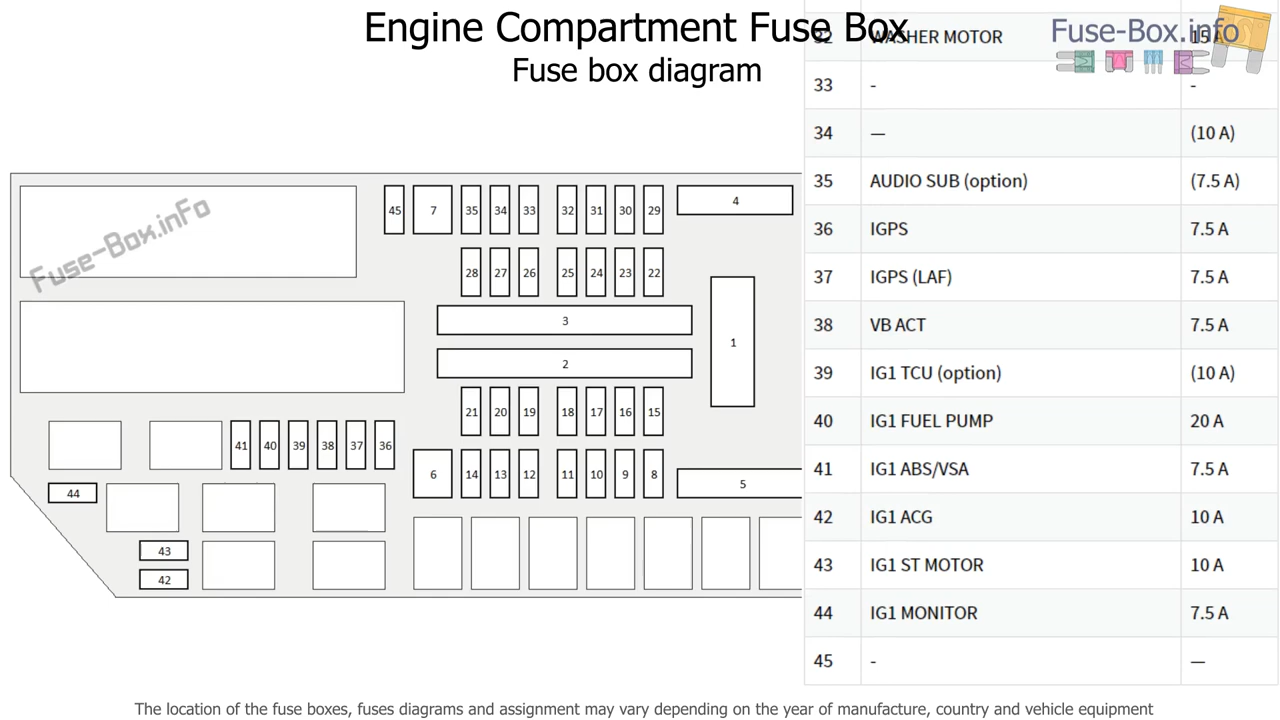 Engine Compartment Fuse Box
Fuse box diagram
Fuse-Box.info
32 WASHER MOTOR 15 A
33 - -
34 — (10 A)
35 AUDIO SUB (option) (7.5 A)
36 IGPS 7.5 A
37 IGPS (LAF) 7.5 A
38 VB ACT 7.5 A
39 IG1 TCU (option) (10 A)
40 IG1 FUEL PUMP 20 A
41 IG1 ABS/VSA 7.5 A
42 IG1 ACG 10 A
43 IG1 ST MOTOR 10 A
44 IG1 MONITOR 7.5 A
45 - —
Fuse-Box.inFo
45 7 35 34 33 32 31 30 29 4
28 27 26 25 24 23 22
3
1
2
21 20 19 18 17 16 15
41 40 39 38 37 36
6 14 13 12 11 10 9 8 5
44
43
42
The location of the fuse boxes, fuses diagrams and assignment may vary depending on the year of manufacture, country and vehicle equipment